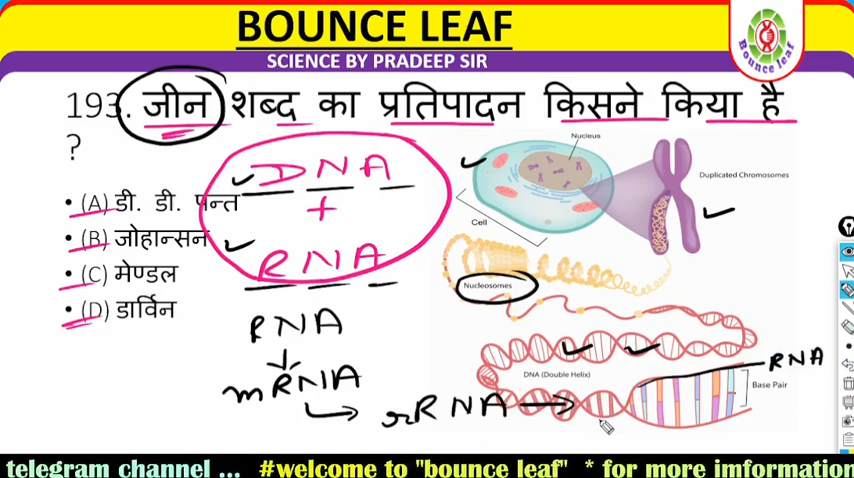 BOUNCE LEAF
SCIENCE BY PRADEEP SIR
Bounce leaf
193. जीन शब्द का प्रतिपादन किसने किया है
?
• (A) डी. डी. पन्त
• (B) जोहान्सन
• (C) मेण्डल
• (D) डार्विन
DNA
+
RNA
RNA
+
mRNA
rRNA
Nucleus
Duplicated Chromosomes
Cell
Nucleosomes
DNA (Double Helix)
RNA
Base Pair
telegram channel ... #welcome to "bounce leaf" * for more imformation